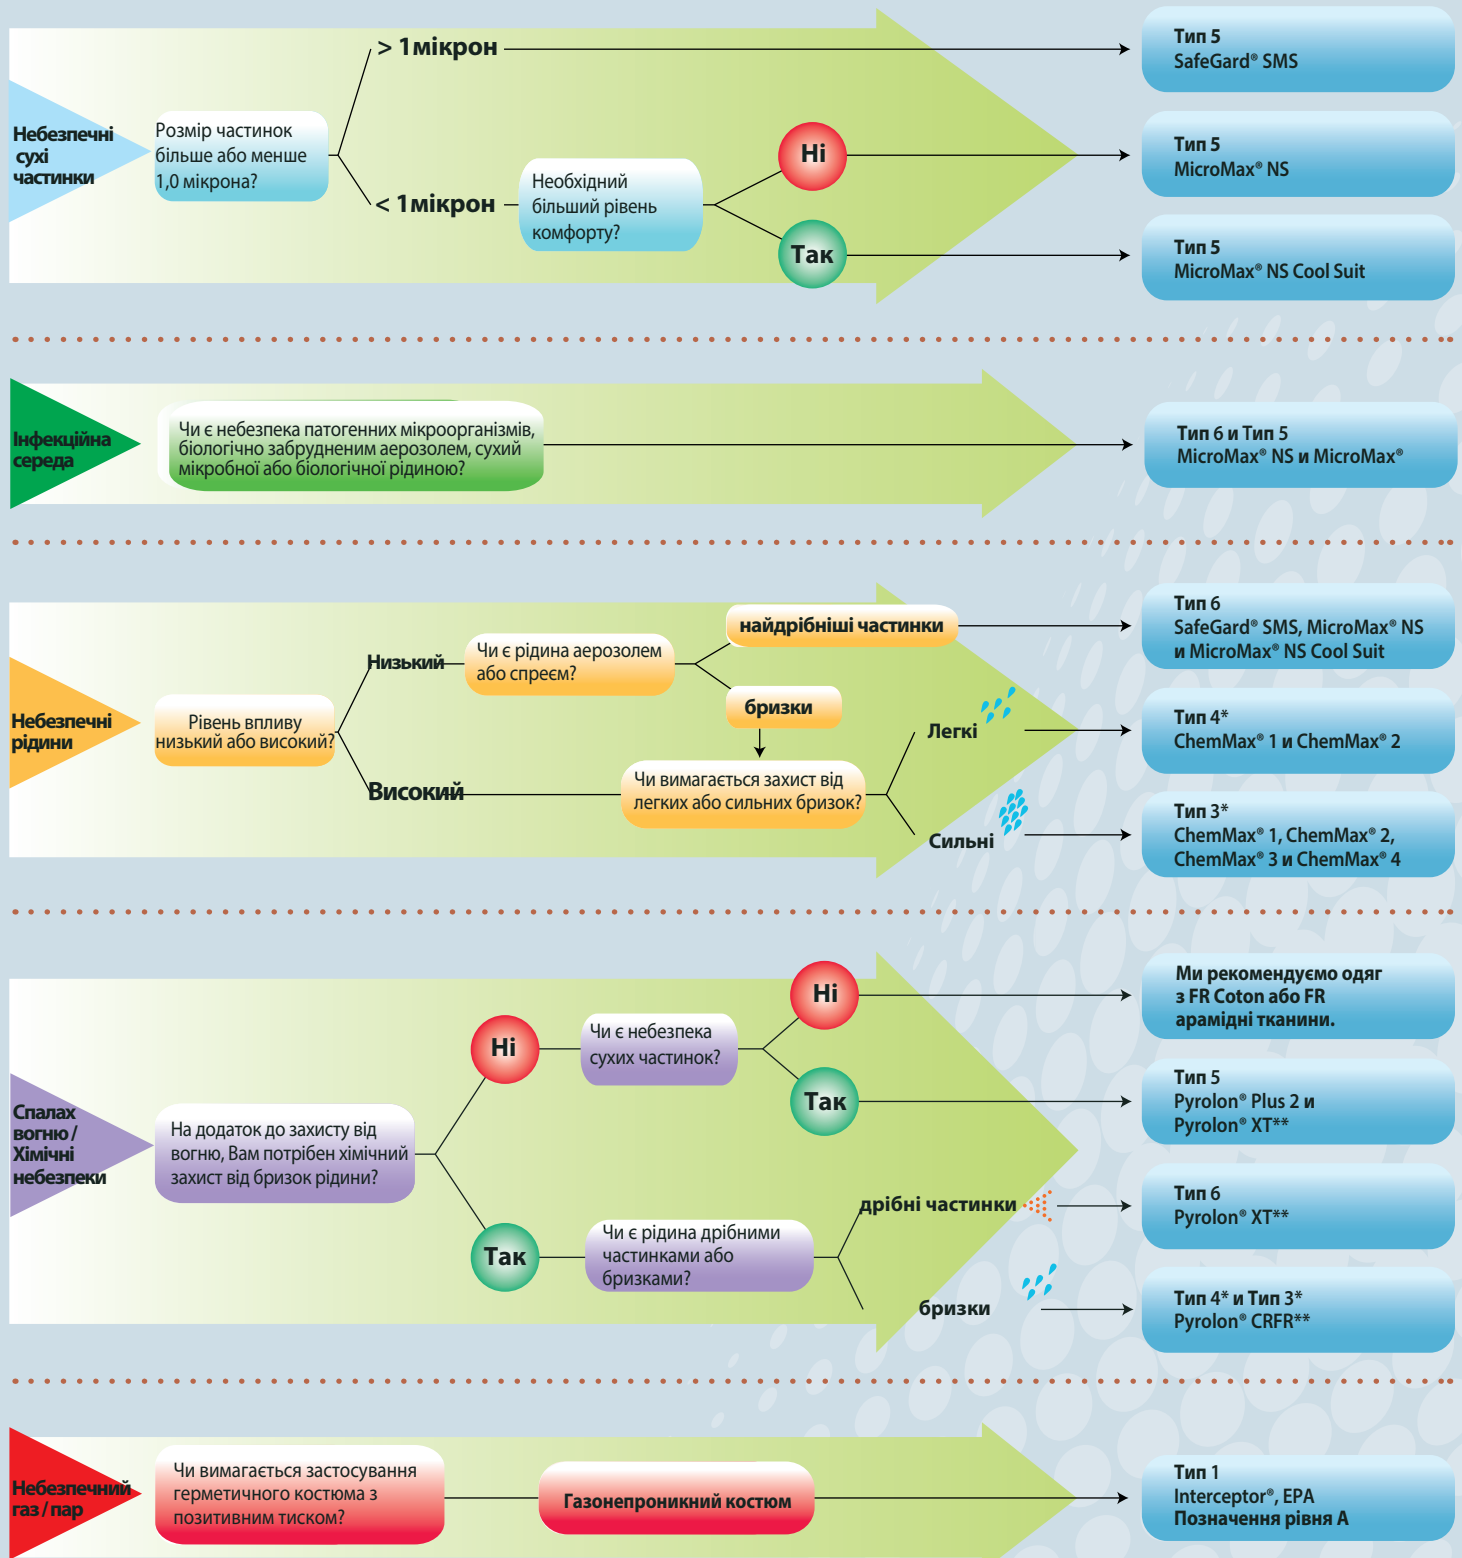 Небезпечні
сухі
частинки
Розмір частинок
більше або менше
1,0 мікрона?
> 1мікрон
< 1мікрон
Необхідний
більший рівень
комфорту?
Ні
Так
Тип 5
SafeGard® SMS
Тип 5
MicroMax® NS
Тип 5
MicroMax® NS Cool Suit
Інфекційна
середа
Чи є небезпека патогенних мікроорганізмів,
біологічно забрудненим аерозолем, сухий
мікробної або біологічної рідиною?
Тип 6 и Тип 5
MicroMax® NS и MicroMax®
Небезпечні
рідини
Рівень впливу
низький або високий?
Низький
Чи є рідина аерозолем
або спреєм?
найдрібніші частинки
бризки
Високий
Чи вимагається захист від
легких або сильних бризок?
Легкі
Сильні
Тип 6
SafeGard® SMS, MicroMax® NS
и MicroMax® NS Cool Suit
Тип 4*
ChemMax® 1 и ChemMax® 2
Тип 3*
ChemMax® 1, ChemMax® 2,
ChemMax® 3 и ChemMax® 4
Спалах
вогню /
Хімічні
небезпеки
На додаток до захисту від
вогню, Вам потрібен хімічний
захист від бризок рідини?
Ні
Чи є небезпека
сухих частинок?
Ні
Так
Так
Чи є рідина дрібними
частинками або
бризками?
дрібні частинки
бризки
Ми рекомендуємо одяг
з FR Coton або FR
арамідні тканини.
Тип 5
Pyrolon® Plus 2 и
Pyrolon® XT**
Тип 6
Pyrolon® XT**
Тип 4* и Тип 3*
Pyrolon® CRFR**
Небезпечний
газ / пар
Чи вимагається застосування
герметичного костюма з
позитивним тиском?
Газонепроникний костюм
Тип 1
Interceptor®, EPA
Позначення рівня А